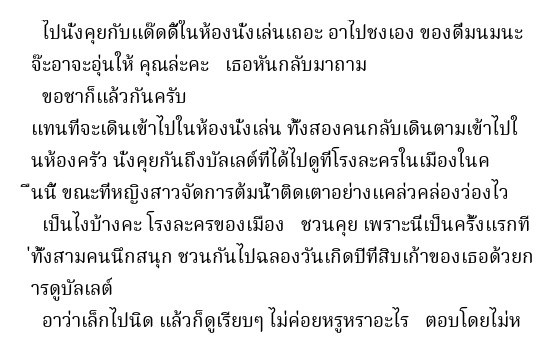 ไปนั่งคุยกับแด๊ดดี้ในห้องนั่งเล่นเถอะ อาไปชงเอง ของดื่มนมนะ
จ๊ะอาจะอุ่นให้ คุณล่ะคะ   เธอหันกลับมาถาม
ขอชาก็แล้วกันครับ
แทนที่จะเดินเข้าไปในห้องนั่งเล่น ทั้งสองคนกลับเดินตามเข้าไปใ
นห้องครัว นั่งคุยกันถึงบัลเลต์ที่ได้ไปดูที่โรงละครในเมืองในค
ืนนี้ ขณะที่หญิงสาวจัดการต้มน้ำติดเตาอย่างแคล่วคล่องว่องไว
เป็นไงบ้างคะ โรงละครของเมือง   ชวนคุย เพราะนี่เป็นครั้งแรกที
่ทั้งสามคนนึกสนุก ชวนกันไปฉลองวันเกิดปีที่สิบเก้าของเธอด้วยก
ารดูบัลเลต์
อาว่าเล็กไปนิด แล้วก็ดูเรียบๆ ไม่ค่อยหรูหราอะไร   ตอบโดยไม่ห